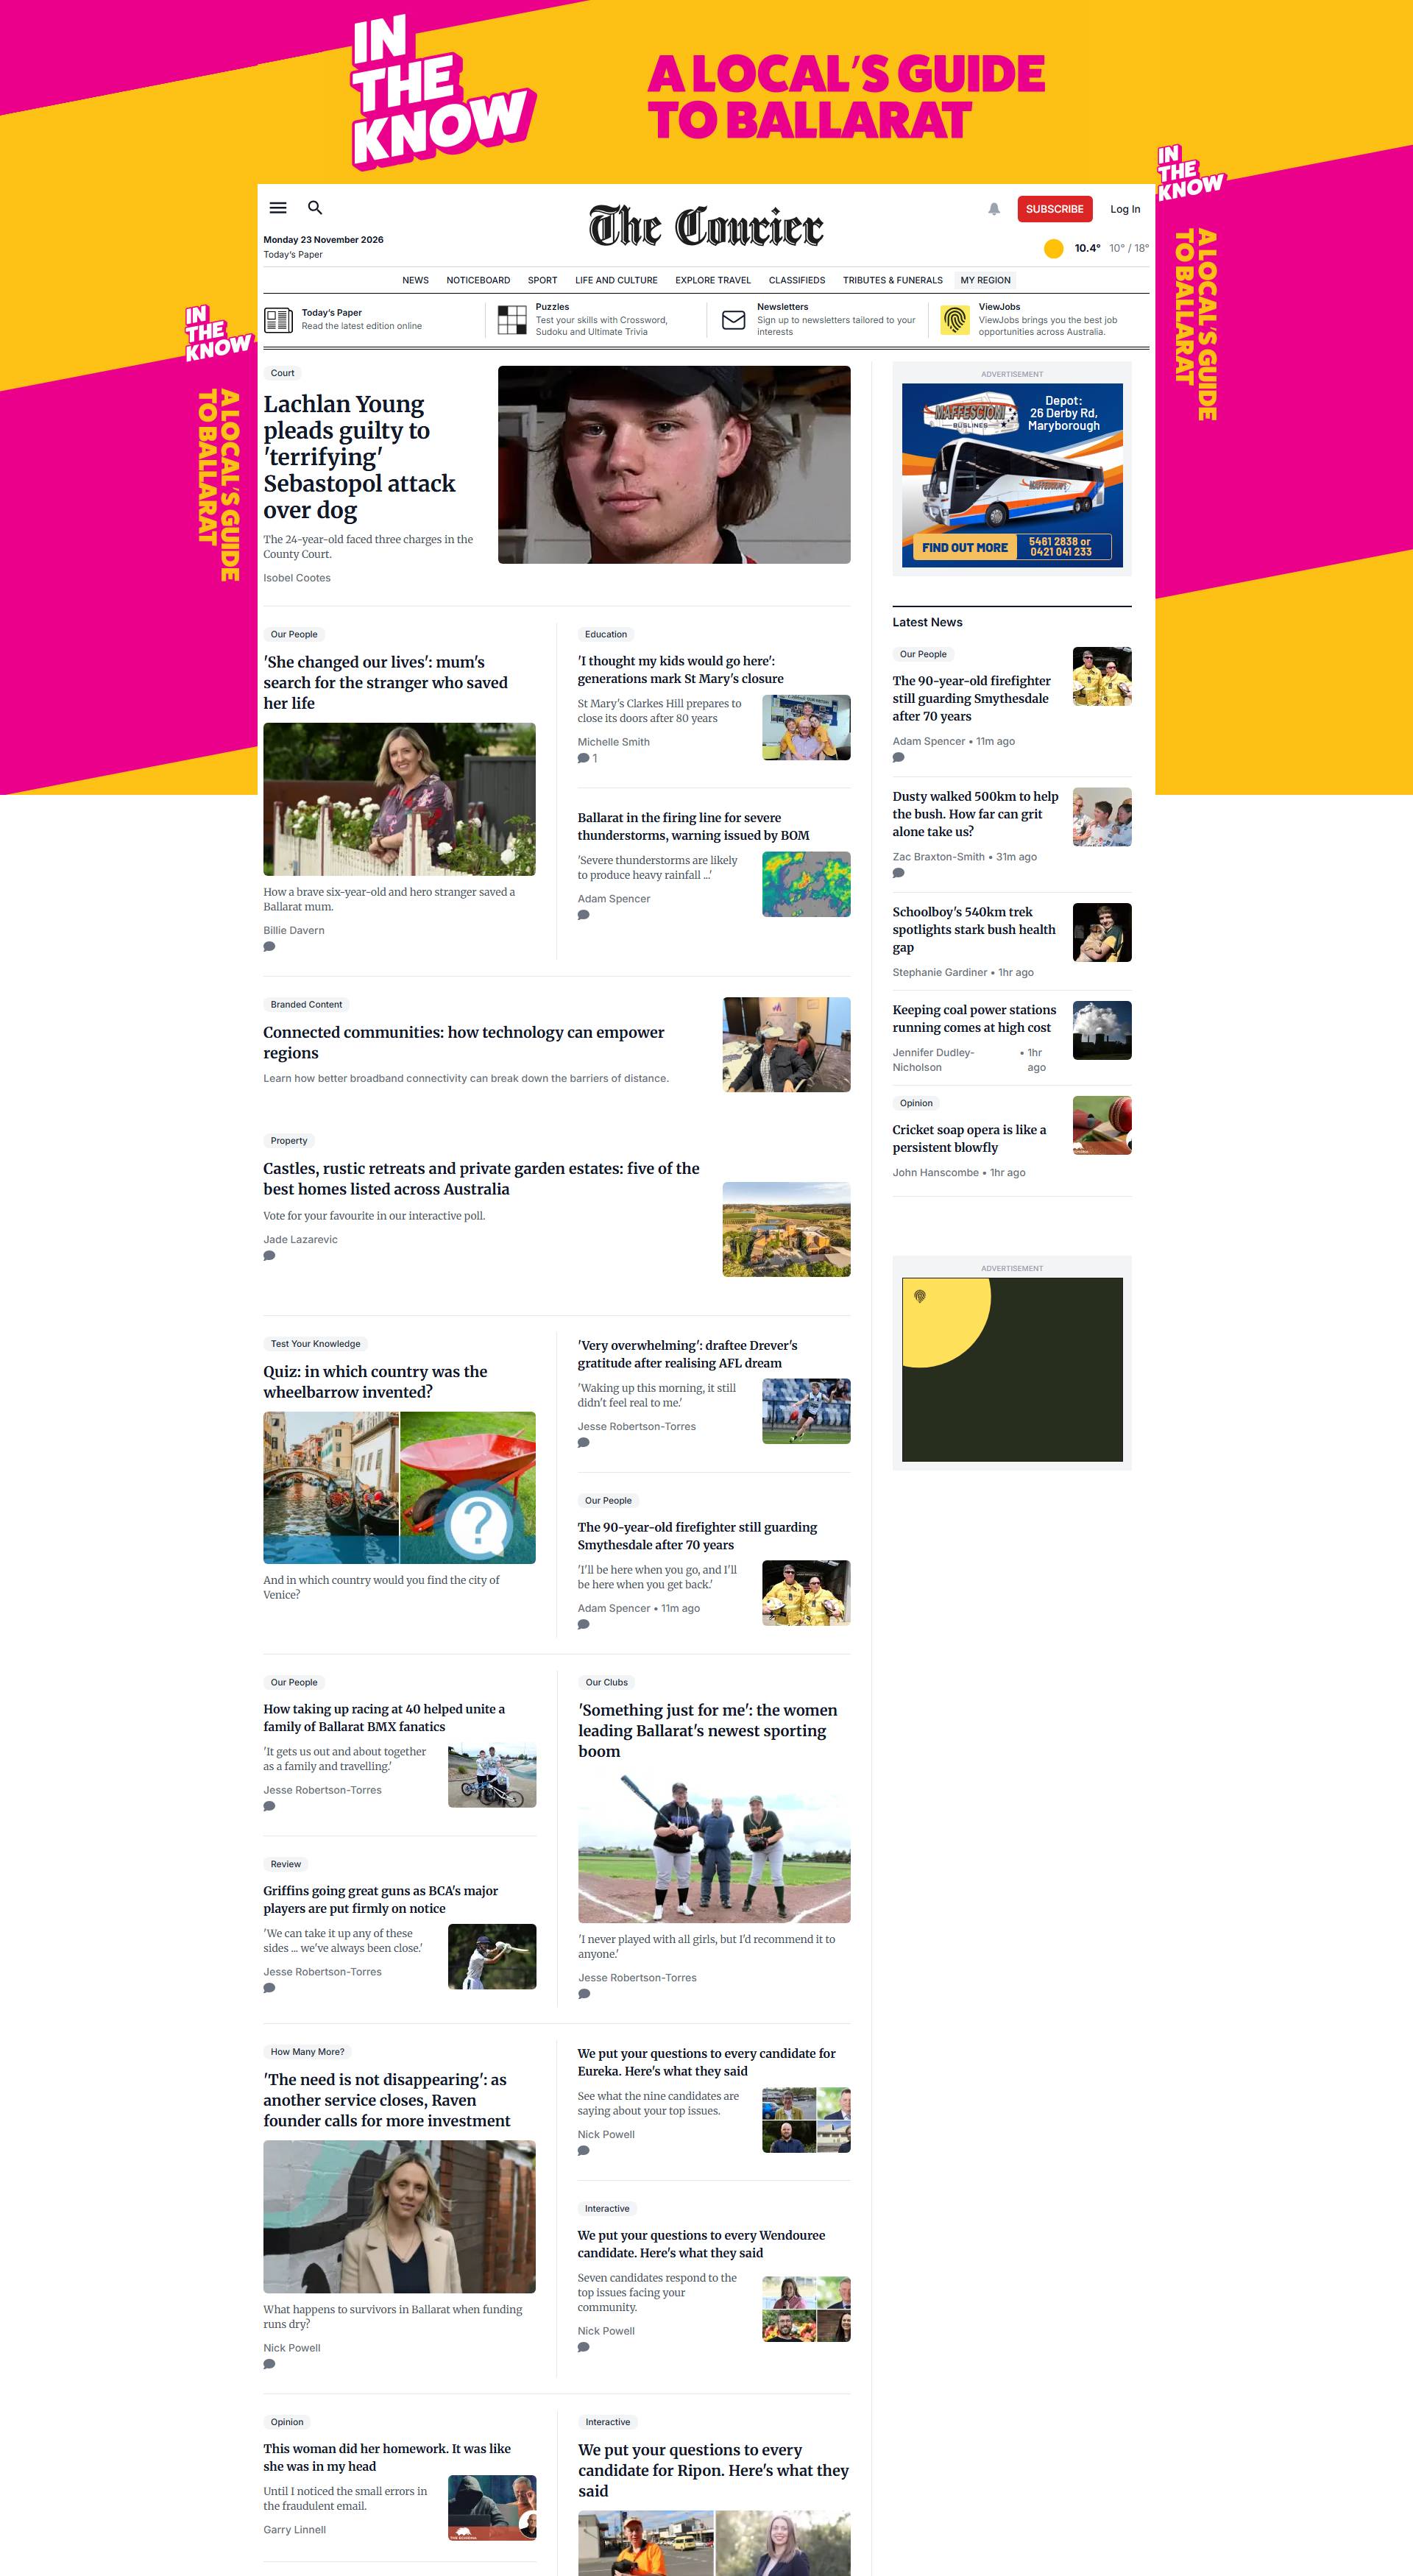 IN
THE
KNOW
A LOCAL'S GUIDE
TO BALLARAT
IN
THE
KNOW
A LOCAL'S GUIDE
TO BALLARAT
IN
THE
KNOW
A LOCAL'S GUIDE
TO BALLARAT
The Courier
SUBSCRIBE
Log In
Monday 23 November 2026
Today's Paper
10.4° 10° / 18°
NEWS NOTICEBOARD SPORT LIFE AND CULTURE EXPLORE TRAVEL CLASSIFIEDS TRIBUTES & FUNERALS MY REGION
Today's Paper
Read the latest edition online
Puzzles
Test your skills with Crossword,
Sudoku and Ultimate Trivia
Newsletters
Sign up to newsletters tailored to your
interests
ViewJobs
ViewJobs brings you the best job
opportunities across Australia.
Court
Lachlan Young
pleads guilty to
'terrifying'
Sebastopol attack
over dog
The 24-year-old faced three charges in the
County Court.
Isobel Cootes
Our People
'She changed our lives': mum's
search for the stranger who saved
her life
How a brave six-year-old and hero stranger saved a
Ballarat mum.
Billie Davern
Education
'I thought my kids would go here':
generations mark St Mary's closure
St Mary's Clarkes Hill prepares to
close its doors after 80 years
Michelle Smith
1
Ballarat in the firing line for severe
thunderstorms, warning issued by BOM
'Severe thunderstorms are likely
to produce heavy rainfall ...'
Adam Spencer
Branded Content
Connected communities: how technology can empower
regions
Learn how better broadband connectivity can break down the barriers of distance.
Property
Castles, rustic retreats and private garden estates: five of the
best homes listed across Australia
Vote for your favourite in our interactive poll.
Jade Lazarevic
Test Your Knowledge
Quiz: in which country was the
wheelbarrow invented?
?
And in which country would you find the city of
Venice?
'Very overwhelming': draftee Drever's
gratitude after realising AFL dream
'Waking up this morning, it still
didn't feel real to me.'
Jesse Robertson-Torres
Our People
The 90-year-old firefighter still guarding
Smythesdale after 70 years
'I'll be here when you go, and I'll
be here when you get back.'
Adam Spencer • 11m ago
Our People
How taking up racing at 40 helped unite a
family of Ballarat BMX fanatics
'It gets us out and about together
as a family and travelling.'
Jesse Robertson-Torres
Review
Griffins going great guns as BCA's major
players are put firmly on notice
'We can take it up any of these
sides ... we've always been close.'
Jesse Robertson-Torres
Our Clubs
'Something just for me': the women
leading Ballarat's newest sporting
boom
'I never played with all girls, but I'd recommend it to
anyone.'
Jesse Robertson-Torres
How Many More?
'The need is not disappearing': as
another service closes, Raven
founder calls for more investment
What happens to survivors in Ballarat when funding
runs dry?
Nick Powell
We put your questions to every candidate for
Eureka. Here's what they said
See what the nine candidates are
saying about your top issues.
Nick Powell
Interactive
We put your questions to every Wendouree
candidate. Here's what they said
Seven candidates respond to the
top issues facing your
community.
Nick Powell
Opinion
This woman did her homework. It was like
she was in my head
Until I noticed the small errors in
the fraudulent email.
Garry Linnell
Interactive
We put your questions to every
candidate for Ripon. Here's what they
said
ADVERTISEMENT
MAFFESCIONI
BUSLINES
Depot:
26 Derby Rd,
Maryborough
FIND OUT MORE
5461 2838 or
0421 041 233
Latest News
Our People
The 90-year-old firefighter
still guarding Smythesdale
after 70 years
Adam Spencer • 11m ago
Dusty walked 500km to help
the bush. How far can grit
alone take us?
Zac Braxton-Smith • 31m ago
Schoolboy's 540km trek
spotlights stark bush health
gap
Stephanie Gardiner • 1hr ago
Keeping coal power stations
running comes at high cost
Jennifer Dudley-
Nicholson
• 1hr
ago
Opinion
Cricket soap opera is like a
persistent blowfly
John Hanscombe • 1hr ago
ADVERTISEMENT